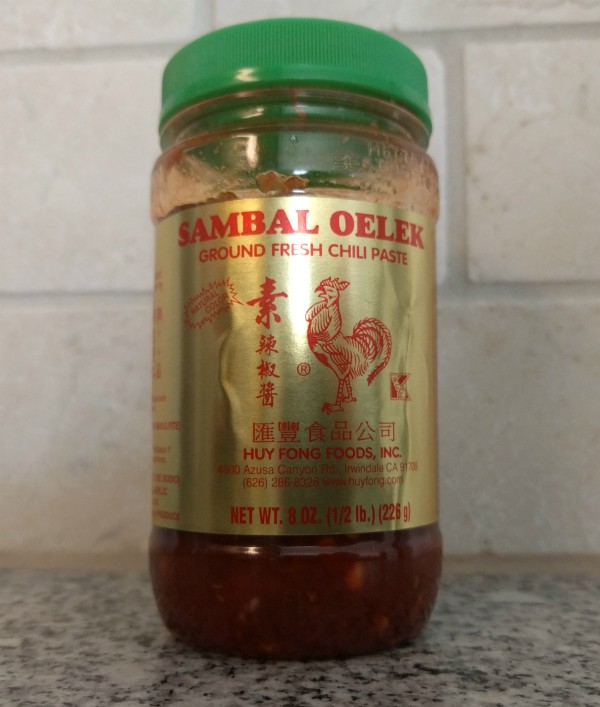 SAMBAL OELEK
GROUND FRESH CHILI PASTE
NATURAL
素
辣椒醬
®
K
匯豐食品公司
HUY FONG FOODS, INC.
4800 Azusa Canyon Rd., Irwindale CA 91706
(626) 286-8328 www.huyfong.com
NET WT. 8 OZ. (1/2 lb.) (226 g)